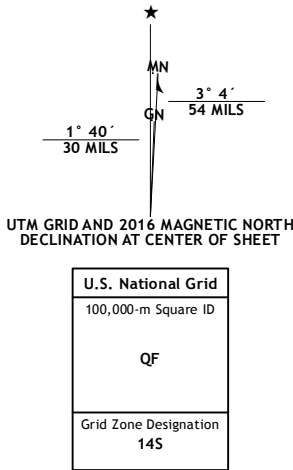 ★
MN
3° 4´
54 MILS
GN
1° 40´
30 MILS
UTM GRID AND 2016 MAGNETIC NORTH
DECLINATION AT CENTER OF SHEET
U.S. National Grid
100,000-m Square ID
QF
Grid Zone Designation
14S